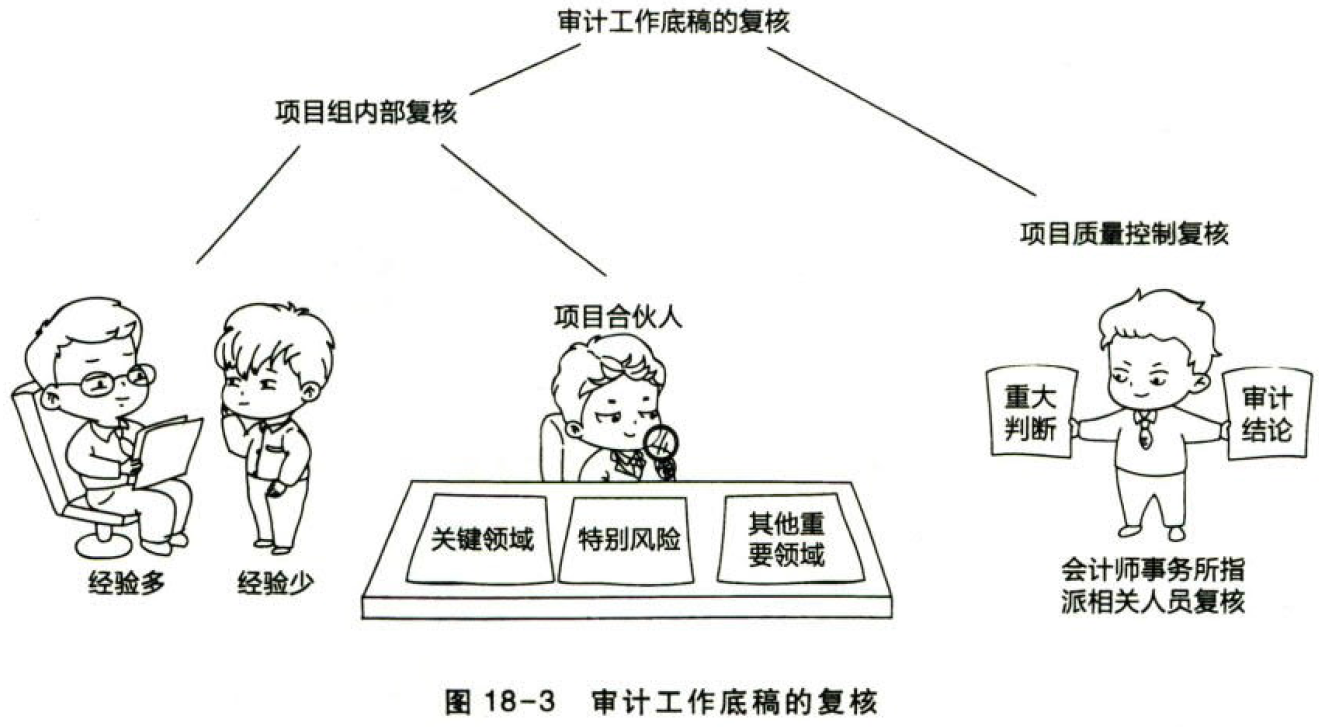 审计工作底稿的复核
项目组内部复核
项目质量控制复核
项目合伙人
重大
判断
审计
结论
关键领域
特别风险
其他重
要领域
经验多
经验少
会计师事务所指
派相关人员复核
图 18-3 审计工作底稿的复核